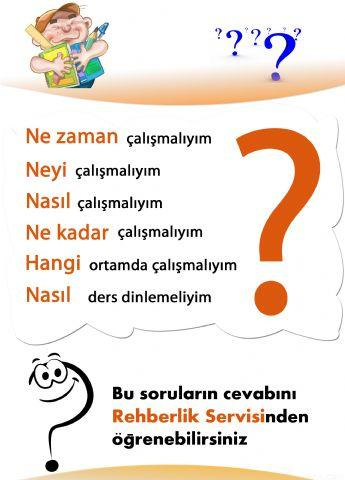 ? ? ? ? ? ?
Ne zaman çalışmalıyım
Neyi çalışmalıyım
Nasıl çalışmalıyım
Ne kadar çalışmalıyım
Hangi ortamda çalışmalıyım
Nasıl ders dinlemeliyim
?
Bu soruların cevabını
Rehberlik Servisinden
öğrenebilirsiniz